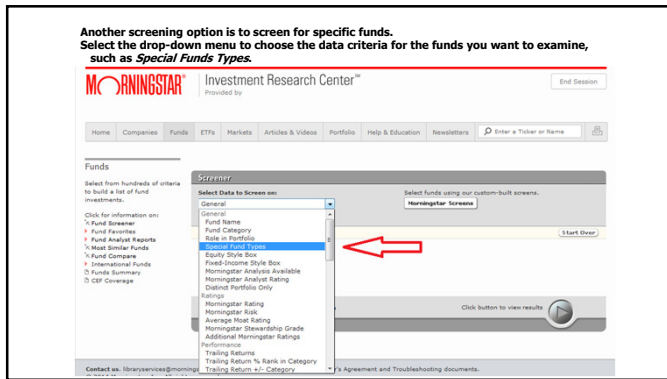 Another screening option is to screen for specific funds.
Select the drop-down menu to choose the data criteria for the funds you want to examine,
such as Special Funds Types.
MORNINGSTAR® Investment Research Center℠
Provided by
End Session
Home Companies Funds ETFs Markets Articles & Videos Portfolio Help & Education Newsletters Enter a Ticker or Name
Funds
Select from hundreds of criteria
to build a list of fund
investments.
Click for information on:
Fund Screener
Fund Favorites
Fund Analyst Reports
Most Similar Funds
Fund Compare
International Funds
Funds Summary
CEF Coverage
Screener
Select Data to Screen on:
General
General
Fund Name
Fund Category
Role in Portfolio
Special Fund Types
Equity Style Box
Fixed-Income Style Box
Morningstar Analysis Available
Morningstar Analyst Rating
Distinct Portfolio Only
Ratings
Morningstar Rating
Morningstar Risk
Average Moat Rating
Morningstar Stewardship Grade
Additional Morningstar Ratings
Performance
Trailing Returns
Trailing Return % Rank in Category
Trailing Return +/- Category
Select funds using our custom-built screens.
Morningstar Screens
Start Over
Click button to view results
Contact us. libraryservices@morning
r's Agreement and Troubleshooting documents.